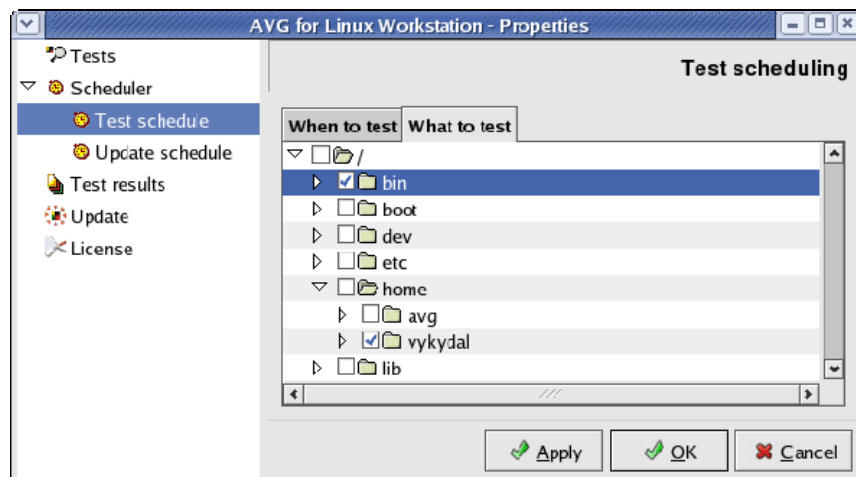 AVG for Linux Workstation - Properties
Tests
Scheduler
Test schedule
Update schedule
Test results
Update
License
Test scheduling
When to test
What to test
/
bin
boot
dev
etc
home
avg
vykydal
lib
Apply
OK
Cancel